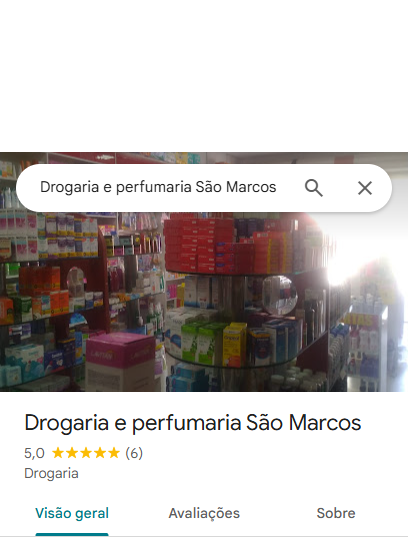 Drogaria e perfumaria São Marcos
Drogaria e perfumaria São Marcos
5,0 (6)
Drogaria
Visão geral
Avaliações
Sobre